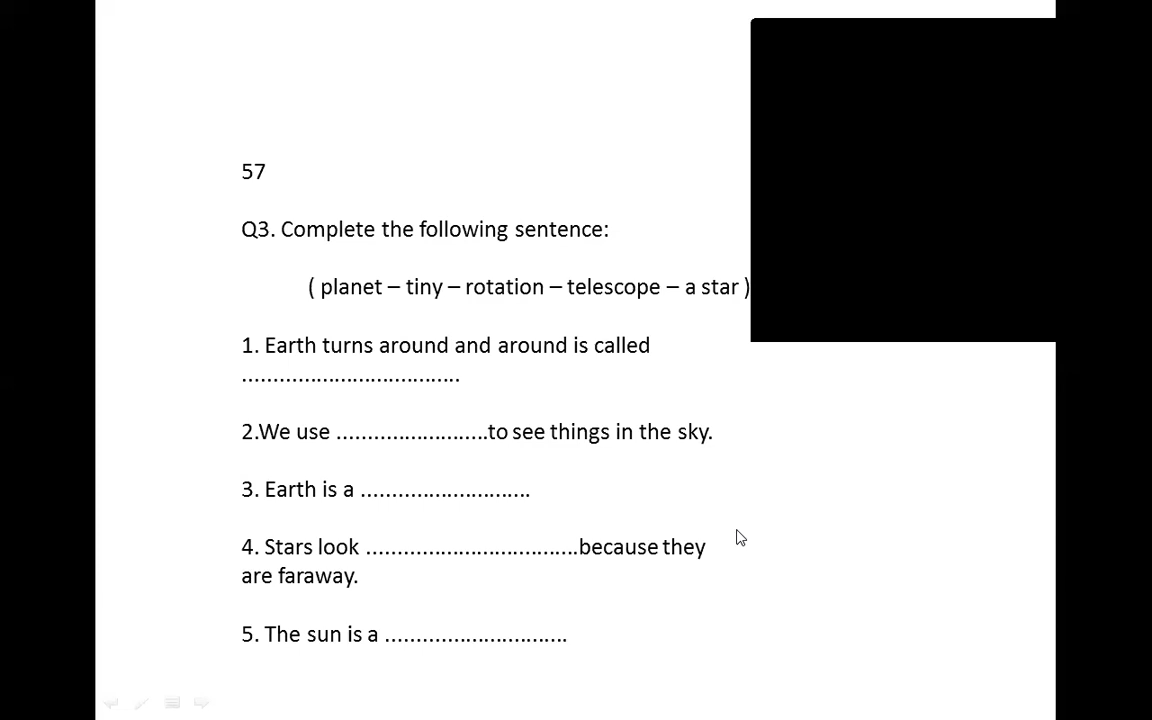 57
Q3. Complete the following sentence:
( planet – tiny – rotation – telescope – a star )
1. Earth turns around and around is called
...................................
2.We use ........................to see things in the sky.
3. Earth is a ...........................
4. Stars look ..................................because they
are faraway.
5. The sun is a .............................